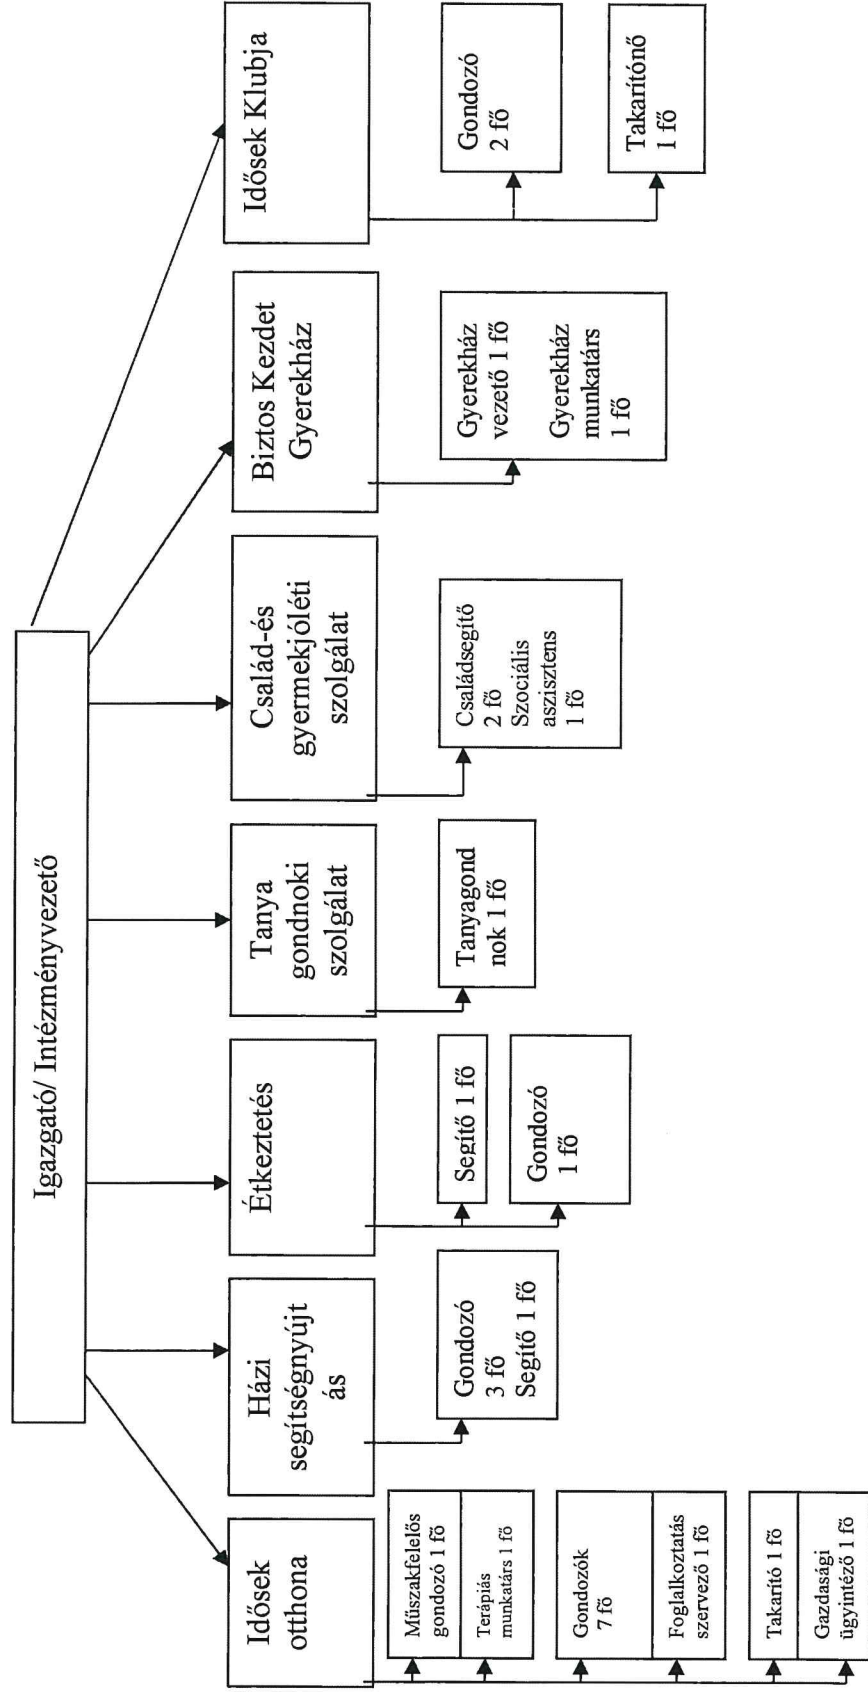 Igazgató/ Intézményvezető
Idősek
otthona
Műszakfelelős
gondozó 1 fő
Terápiás
munkatárs 1 fő
Gondozók
7 fő
Foglalkoztatás
szervező 1 fő
Takarító 1 fő
Gazdasági
ügyintéző 1 fő
Házi
segítségnyújt
ás
Gondozó
3 fő
Segítő 1 fő
Étkeztetés
Segítő 1 fő
Gondozó
1 fő
Tanya
gondnoki
szolgálat
Tanyagond
nok 1 fő
Család-és
gyermekjóléti
szolgálat
Családsegítő
2 fő
Szociális
aszisztens
1 fő
Biztos Kezdet
Gyerekház
Gyerekház
vezető 1 fő
Gyerekház
munkatárs
1 fő
Idősek Klubja
Gondozó
2 fő
Takarítónő
1 fő